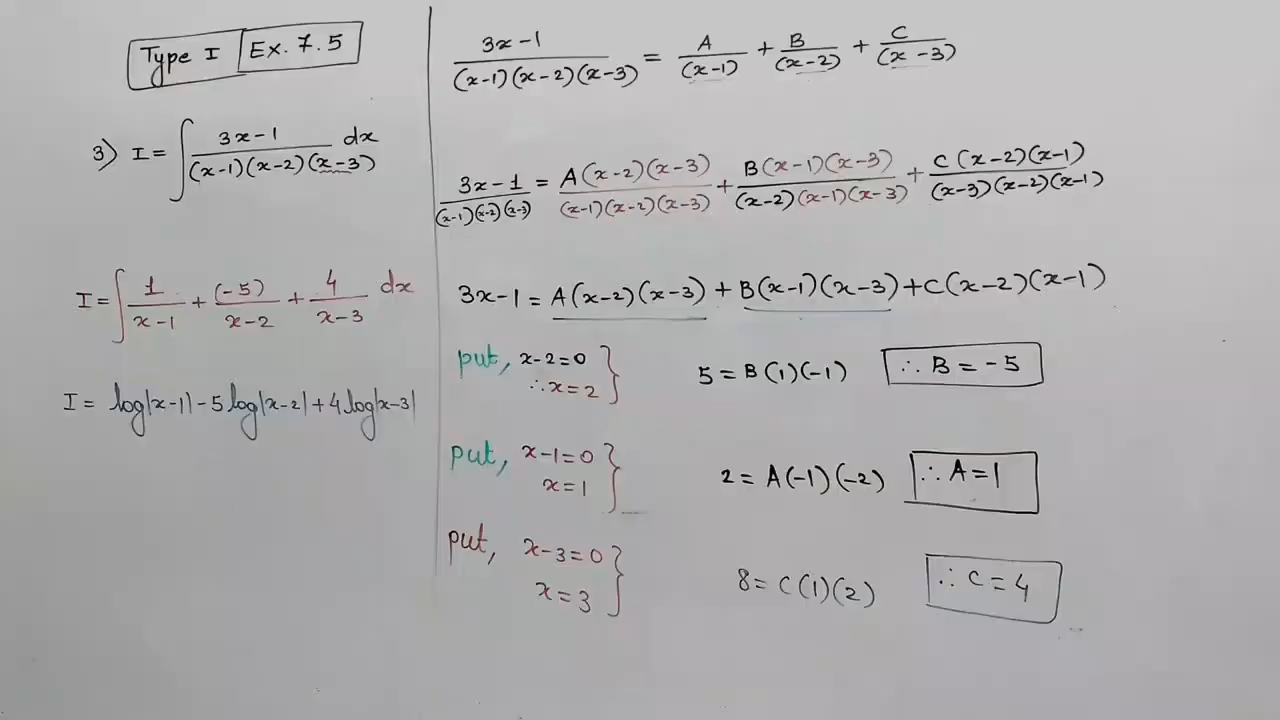 Type I | Ex. 7.5
3) I = ∫ 3x-1 / (x-1)(x-2)(x-3) dx
I = ∫ 1/(x-1) + (-5)/(x-2) + 4/(x-3) dx
I = log|x-1| - 5 log|x-2| + 4 log|x-3|
3x-1 / (x-1)(x-2)(x-3) = A/(x-1) + B/(x-2) + C/(x-3)
3x-1 / (x-1)(x-2)(x-3) = A(x-2)(x-3) / (x-1)(x-2)(x-3) + B(x-1)(x-3) / (x-2)(x-1)(x-3) + C(x-2)(x-1) / (x-3)(x-2)(x-1)
3x-1 = A(x-2)(x-3) + B(x-1)(x-3) + C(x-2)(x-1)
put, x-2=0 } 5 = B(1)(-1) ∴ B = -5
∴ x=2
put, x-1=0 } 2 = A(-1)(-2) ∴ A=1
x=1
put, x-3=0 } 8 = C(1)(2) ∴ C = 4
x=3